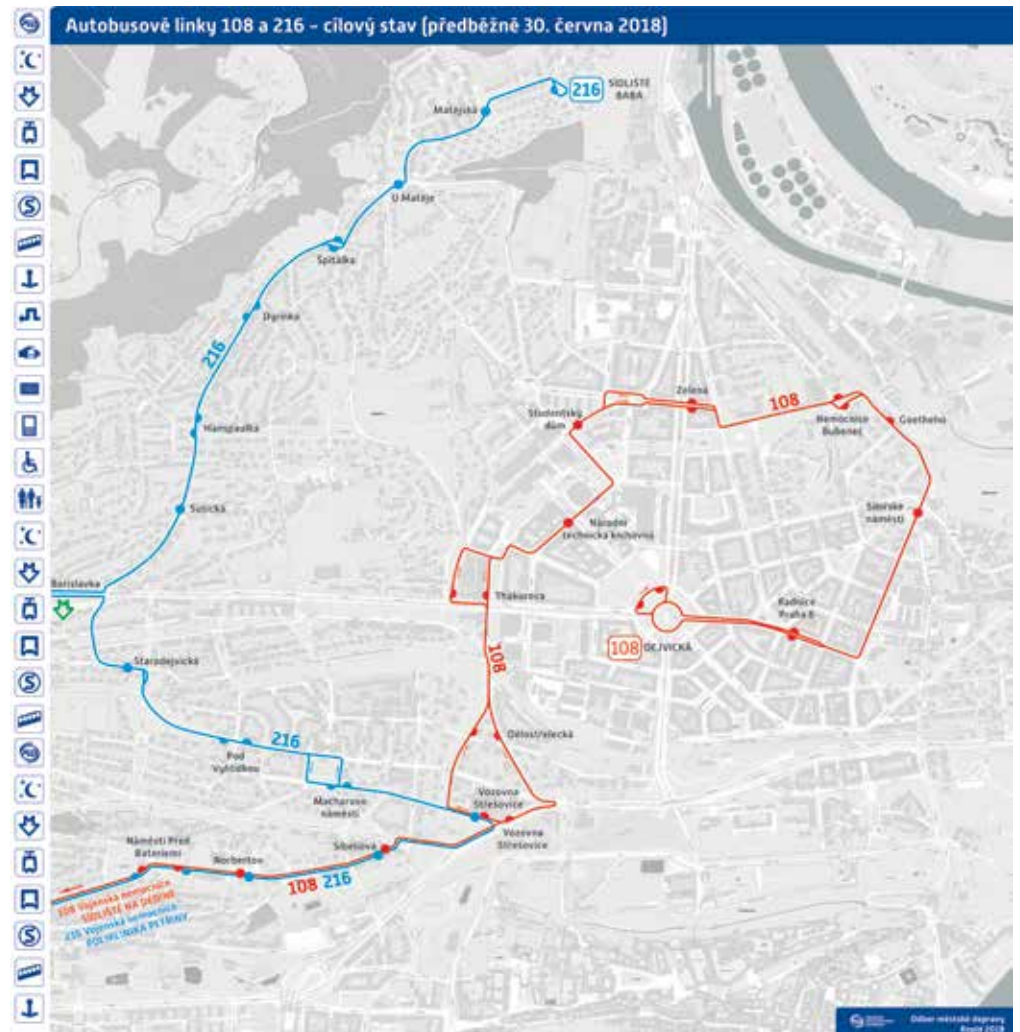 Autobusové linky 108 a 216 – cílový stav (předběžně 30. června 2018)
216
SÍDLIŠTĚ
BABA
Matějská
U Matěje
Špitálka
Dyrinka
216
Hanspaulka
Sušická
Bořislavka
Starodejvická
216
Pod
Vyhlídkou
Macharovo
náměstí
Studentský
dům
Zelená
108
Nemocnice
Bubeneč
Goetheho
Sibiřské
náměstí
Národní
technická knihovna
Thákurova
Radnice
Praha 6
108
DEJVICKÁ
108
Dělostřelecká
Vozovna
Střešovice
Vozovna
Střešovice
Sibeliova
Náměstí Před
Bateriemi
Norbertov
108 216
108 Vojenská nemocnice
SÍDLIŠTĚ NA DĚDINĚ
216 Vojenská nemocnice
POLIKLINIKA PETŘINY
Odbor městské dopravy